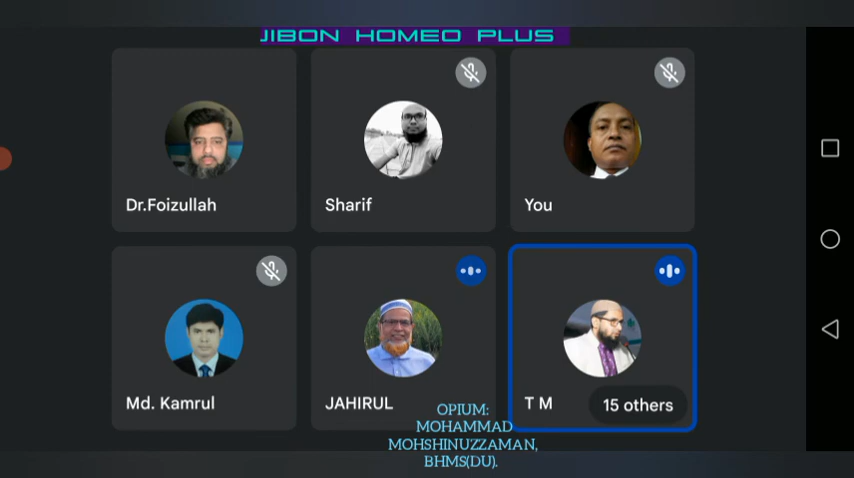 JIBON HOMEO PLUS
Dr.Foizullah
Sharif
You
Md. Kamrul
JAHIRUL
T M
15 others
OPIUM:
MOHAMMAD
MOHSHINUZZAMAN,
BHMS(DU).